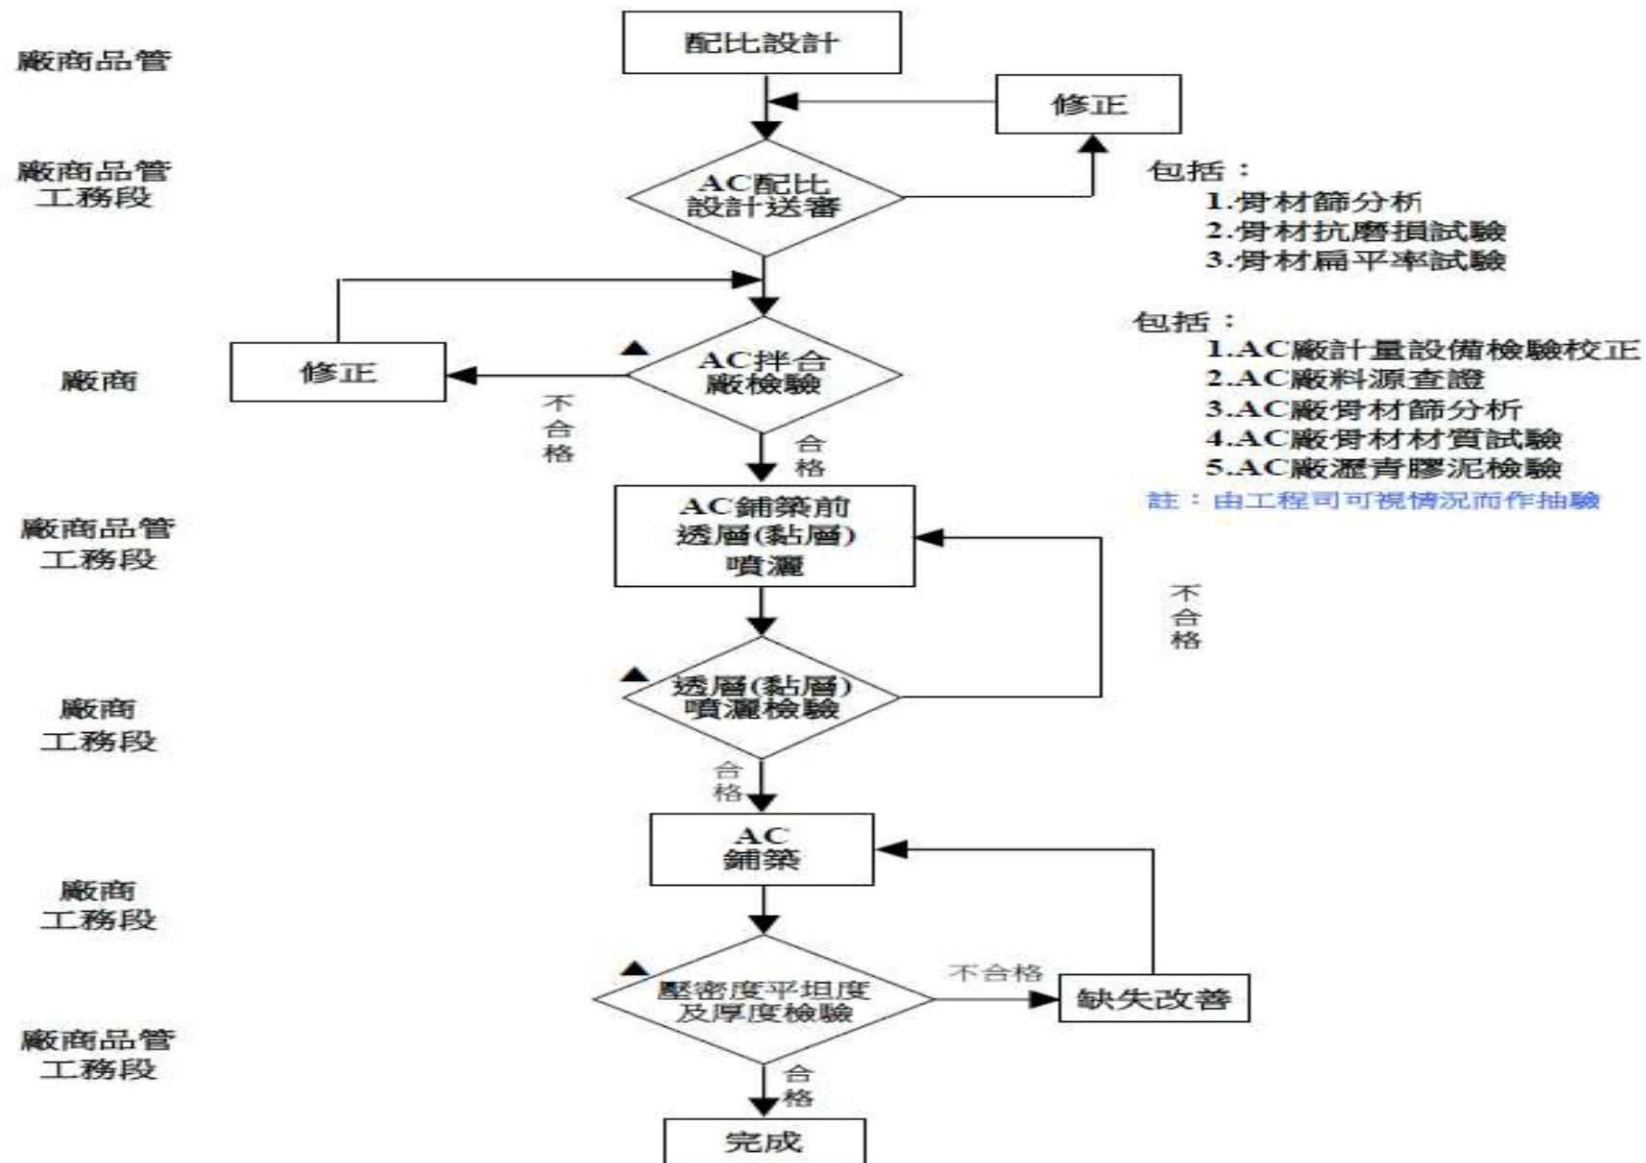 配比設計
廠商品管
修正
廠商品管
工務段
AC配比
設計送審
包括：
1.骨材篩分析
2.骨材抗磨損試驗
3.骨材扁平率試驗
包括：
1.AC廠計量設備檢驗校正
2.AC廠料源查證
3.AC廠骨材篩分析
4.AC廠骨材材質試驗
5.AC廠瀝青膠泥檢驗
註：由工程司可視情況而作抽驗
廠商
修正
▲
AC拌合
廠檢驗
不合格
合格
廠商品管
工務段
AC鋪築前
透層(黏層)
噴灑
不合格
廠商
工務段
▲
透層(黏層)
噴灑檢驗
合格
AC
鋪築
廠商
工務段
▲
壓密度平坦度
及厚度檢驗
不合格
缺失改善
廠商品管
工務段
合格
完成